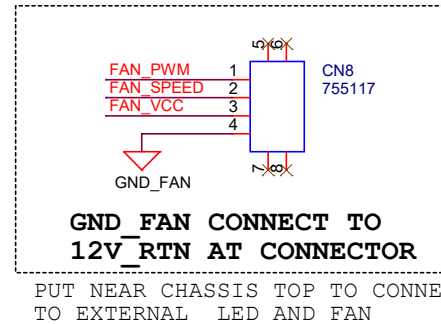 5 6
FAN_PWM 1 CN8
FAN_SPEED 2 755117
FAN_VCC 3
4
7 8
GND_FAN
GND_FAN CONNECT TO
12V_RTN AT CONNECTOR
PUT NEAR CHASSIS TOP TO CONNE
TO EXTERNAL LED AND FAN